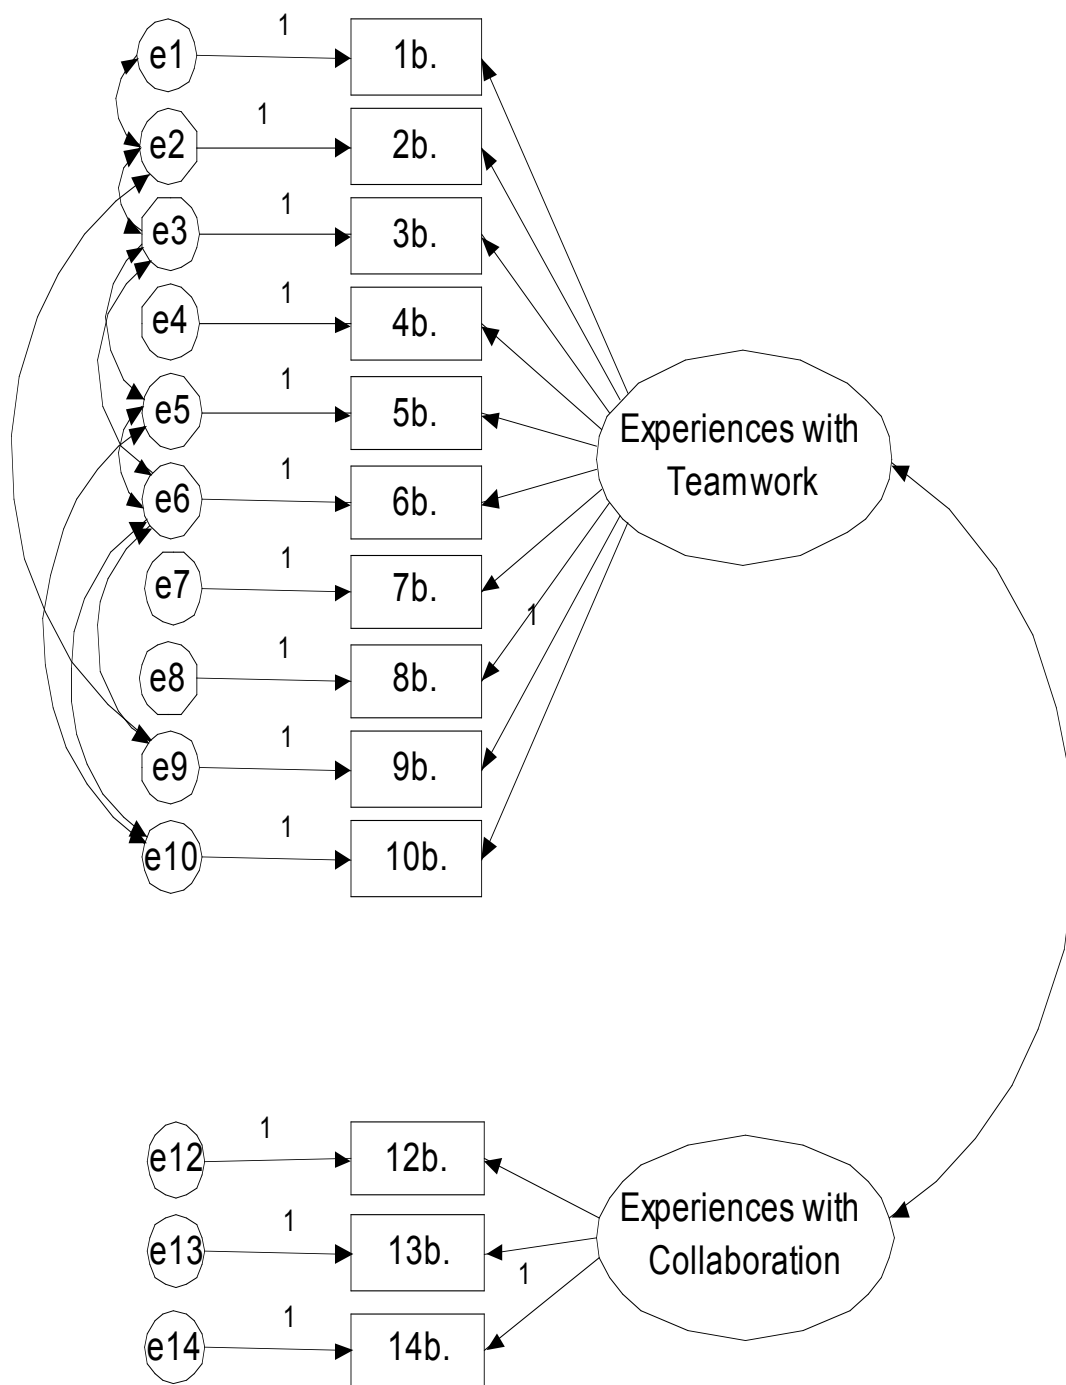 1
e1
1b.
1
e2
2b.
1
e3
3b.
1
e4
4b.
1
e5
5b.
1
e6
6b.
1
e7
7b.
1
e8
8b.
1
e9
9b.
1
e10
10b.
1
Experiences with
Teamwork
1
e12
12b.
1
e13
13b.
1
e14
14b.
1
Experiences with
Collaboration